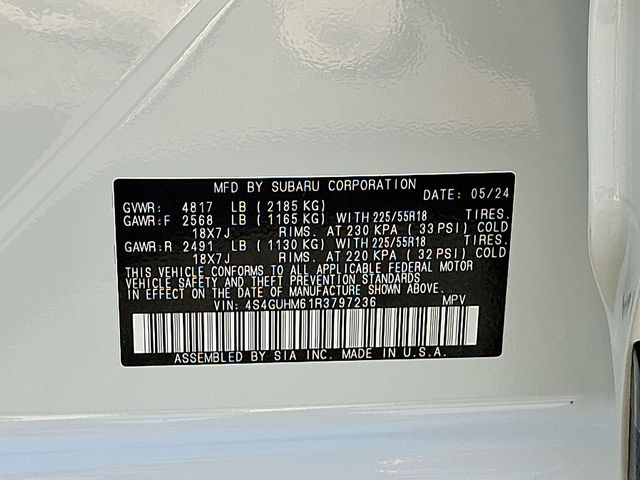 MFD BY SUBARU CORPORATION
DATE: 05/24
GVWR: 4817 LB (2185 KG)
GAWR:F 2568 LB (1165 KG) WITH 225/55R18 TIRES.
18X7J RIMS. AT 230 KPA (33 PSI) COLD
GAWR:R 2491 LB (1130 KG) WITH 225/55R18 TIRES.
18X7J RIMS. AT 220 KPA (32 PSI) COLD
THIS VEHICLE CONFORMS TO ALL APPLICABLE FEDERAL MOTOR
VEHICLE SAFETY AND THEFT PREVENTION STANDARDS
IN EFFECT ON THE DATE OF MANUFACTURE SHOWN ABOVE.
VIN: 4S4GUHM61R3797236 MPV
ASSEMBLED BY SIA INC. MADE IN U.S.A.